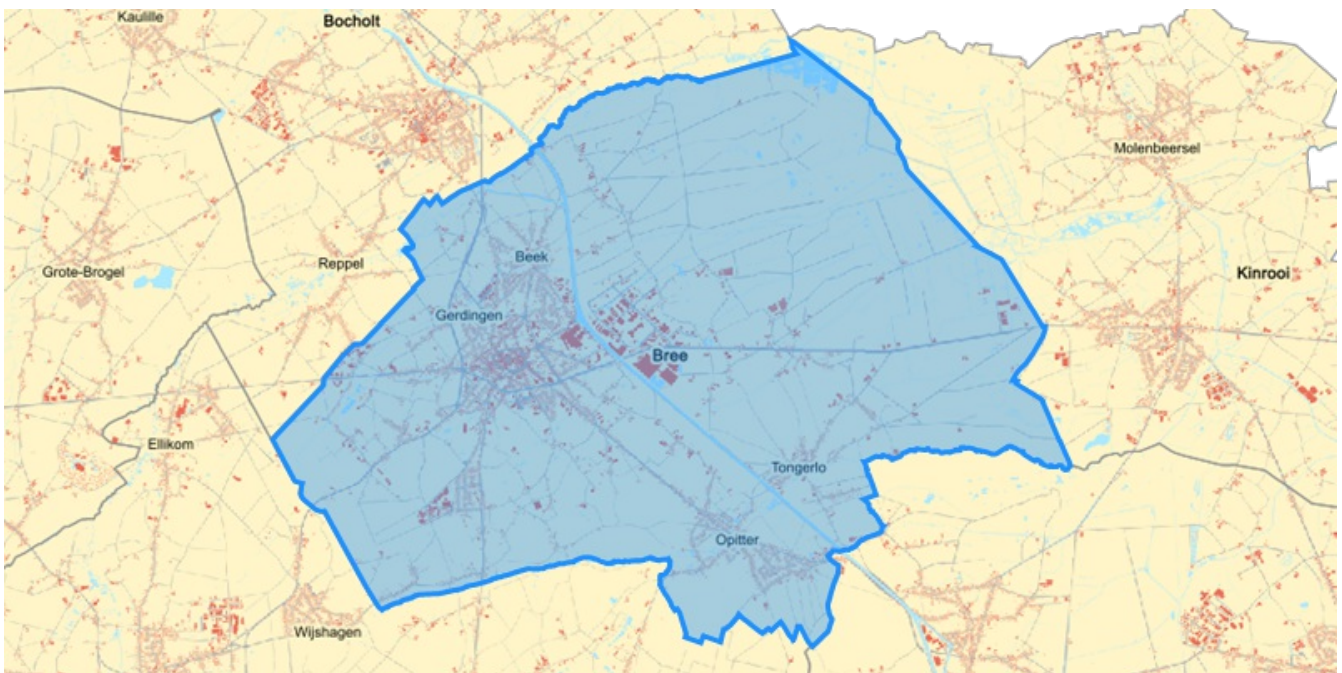 Kaulille
Bocholt
Molenbeersel
Beek
Reppel
Grote-Brogel
Kinrooi
Gerdingen
Bree
Ellikom
Tongerlo
Opitter
Wijshagen